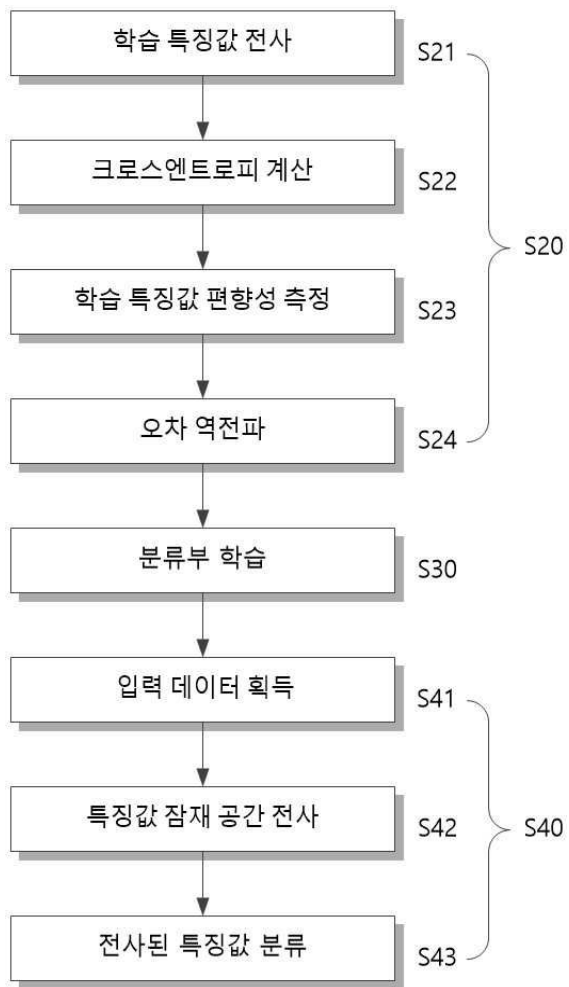 학습 특징값 전사
S21
크로스엔트로피 계산
S22
S20
학습 특징값 편향성 측정
S23
오차 역전파
S24
분류부 학습
S30
입력 데이터 획득
S41
특징값 잠재 공간 전사
S42
S40
전사된 특징값 분류
S43